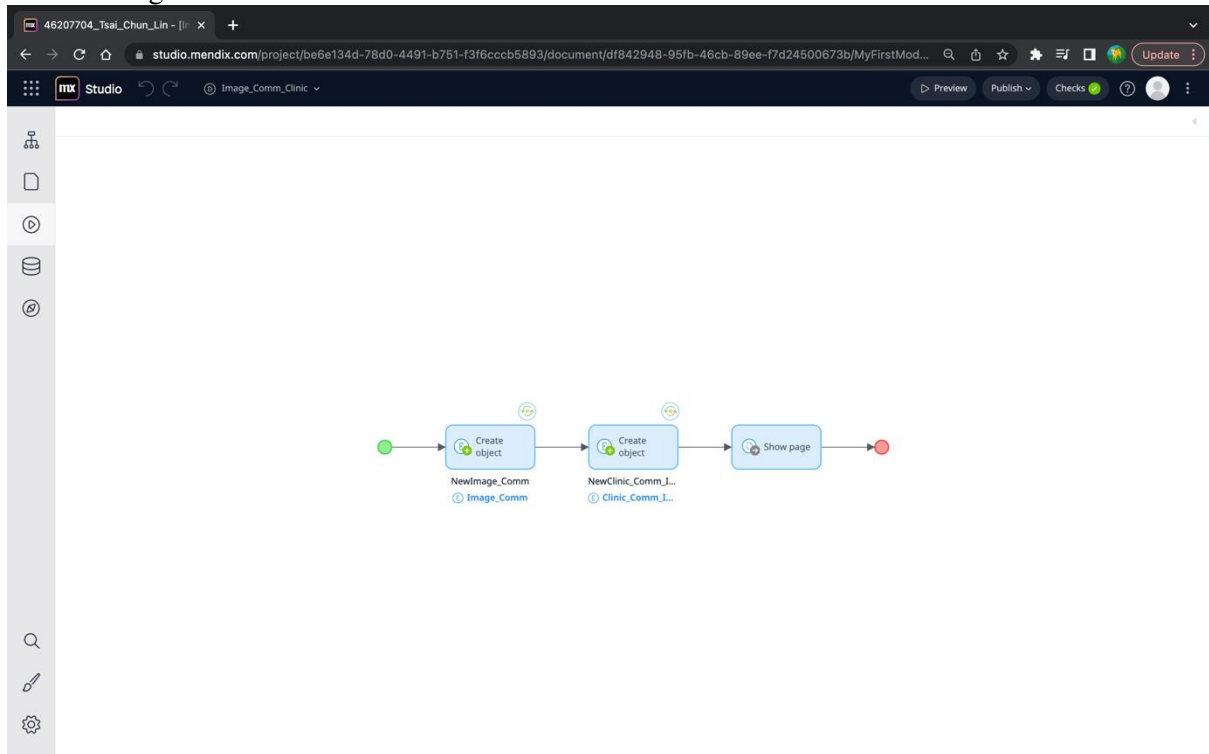 46207704_Tsai_Chun_Lin - [In
studio.mendix.com/project/be6e134d-78d0-4491-b751-f3f6cccb5893/document/df842948-95fb-46cb-89ee-f7d24500673b/MyFirstMod...
Update
mx Studio Image_Comm_Clinic Preview Publish Checks
Create
object
NewImage_Comm
Image_Comm
Create
object
NewClinic_Comm_I...
Clinic_Comm_I...
Show page